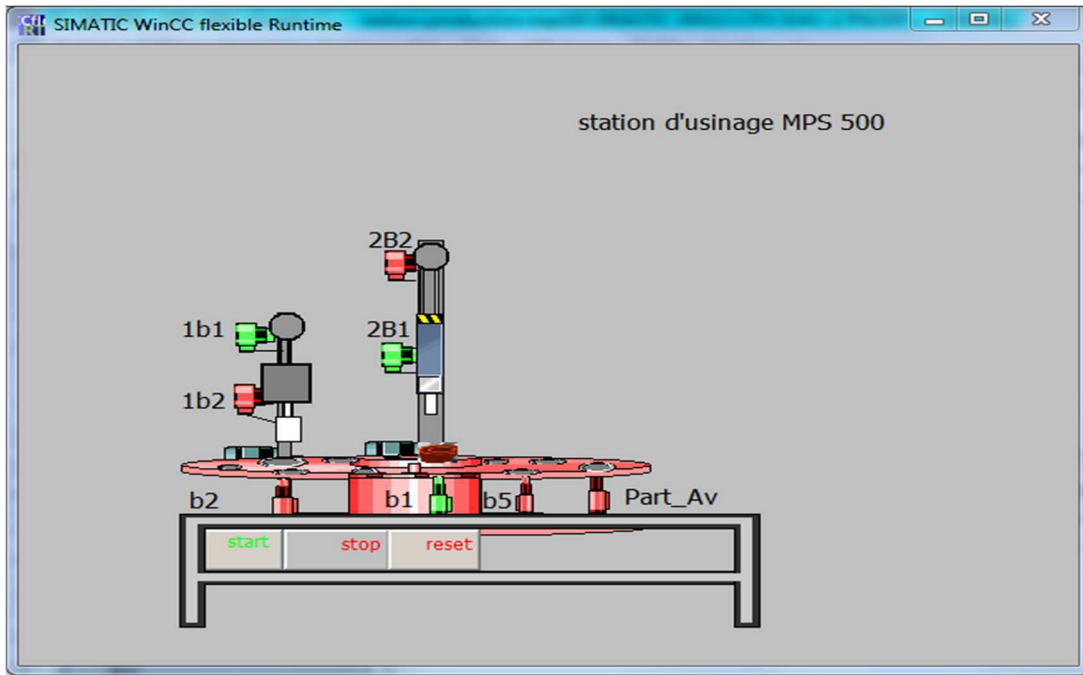 SIMATIC WinCC flexible Runtime
station d'usinage MPS 500
2B2
1b1
2B1
1b2
b2
b1
b5
Part_Av
start
stop
reset